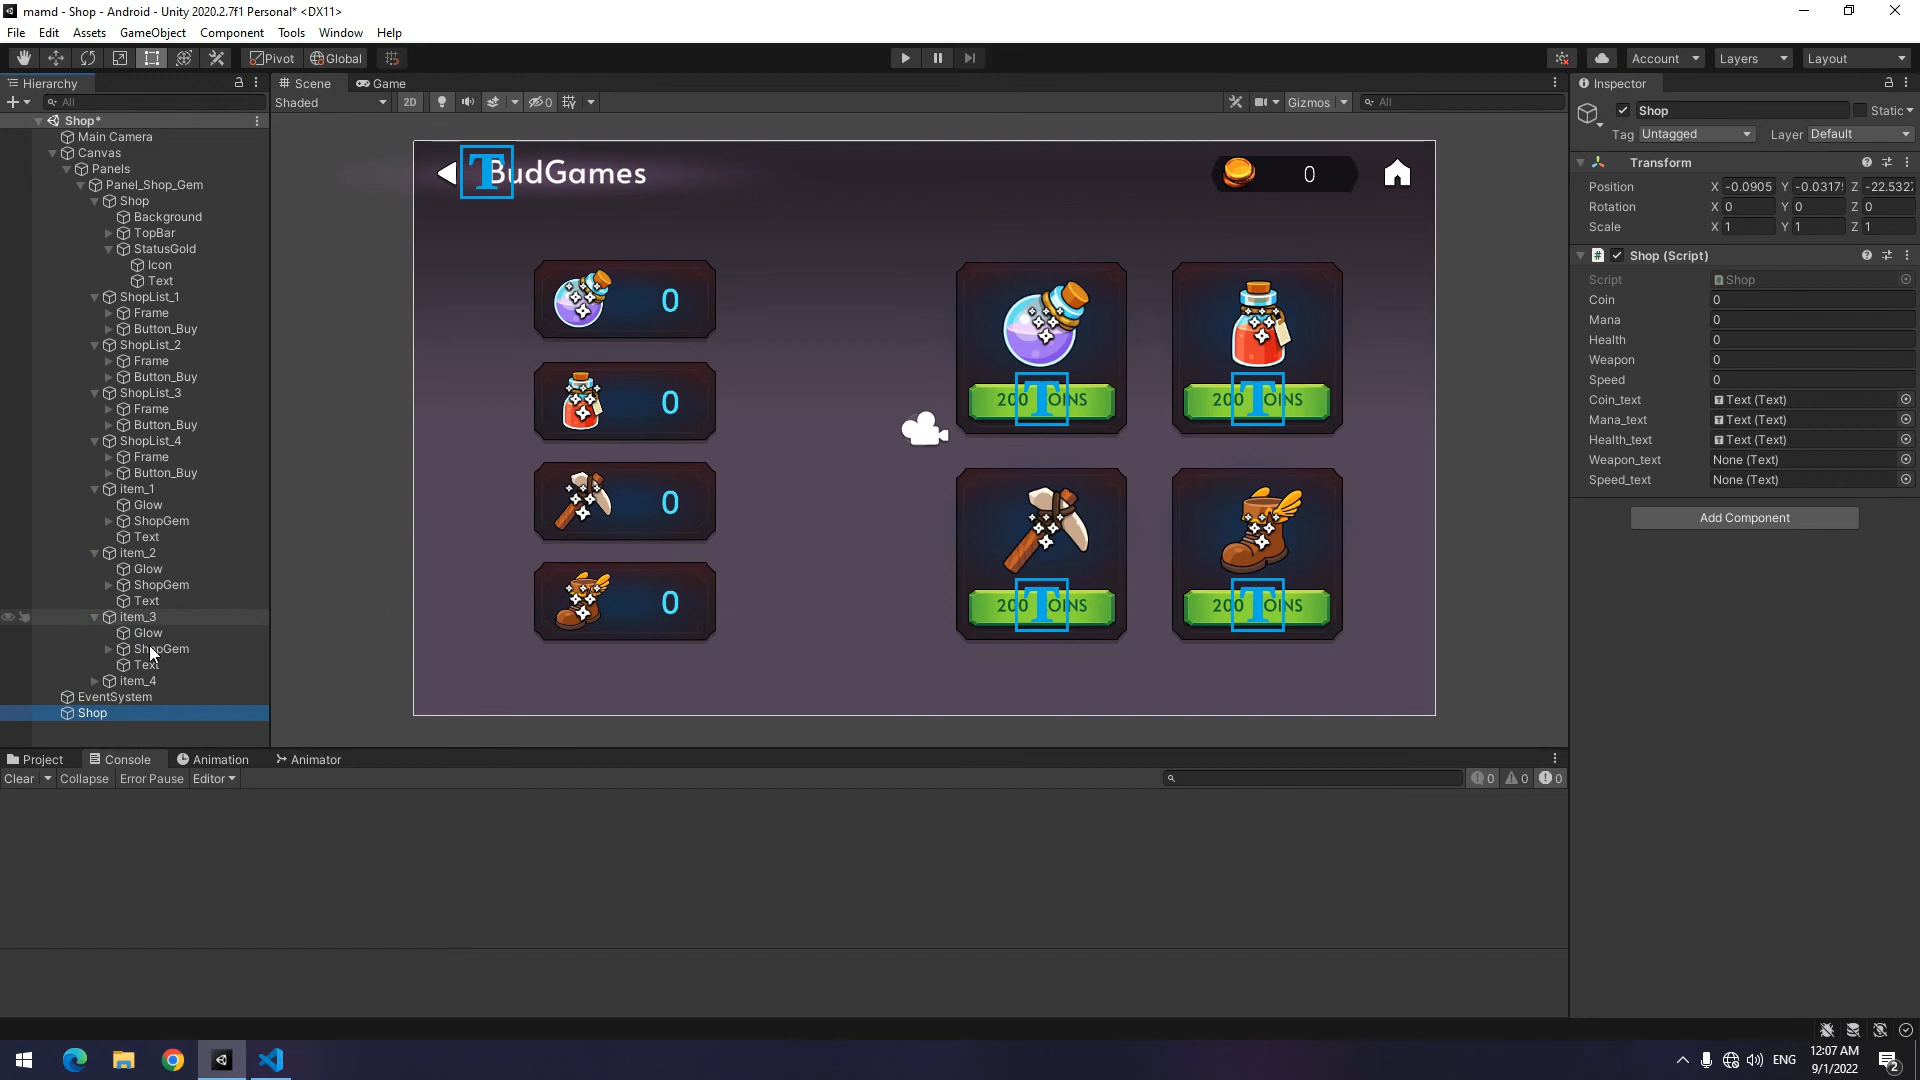 mamd - Shop - Android - Unity 2020.2.7f1 Personal* <DX11>
File Edit Assets GameObject Component Tools Window Help
Pivot Global Account Layers Layout
Hierarchy
All
Shop*
Main Camera
Canvas
Panels
Panel_Shop_Gem
Shop
Background
TopBar
StatusGold
Icon
Text
ShopList_1
Frame
Button_Buy
ShopList_2
Frame
Button_Buy
ShopList_3
Frame
Button_Buy
ShopList_4
Frame
Button_Buy
item_1
Glow
ShopGem
Text
item_2
Glow
ShopGem
Text
item_3
Glow
ShopGem
Text
item_4
EventSystem
Shop
Scene Game
Shaded 2D 0 Gizmos All
BudGames 0
0
0
0
0
Inspector
Shop Static
Tag Untagged Layer Default
Transform
Position X -0.0905 Y -0.0317 Z -22.532
Rotation X 0 Y 0 Z 0
Scale X 1 Y 1 Z 1
Shop (Script)
Script Shop
Coin 0
Mana 0
Health 0
Weapon 0
Speed 0
Coin_text Text (Text)
Mana_text Text (Text)
Health_text Text (Text)
Weapon_text None (Text)
Speed_text None (Text)
Add Component
Project Console Animation Animator
Clear Collapse Error Pause Editor 0 0 0
ENG
12:07 AM
9/1/2022
2